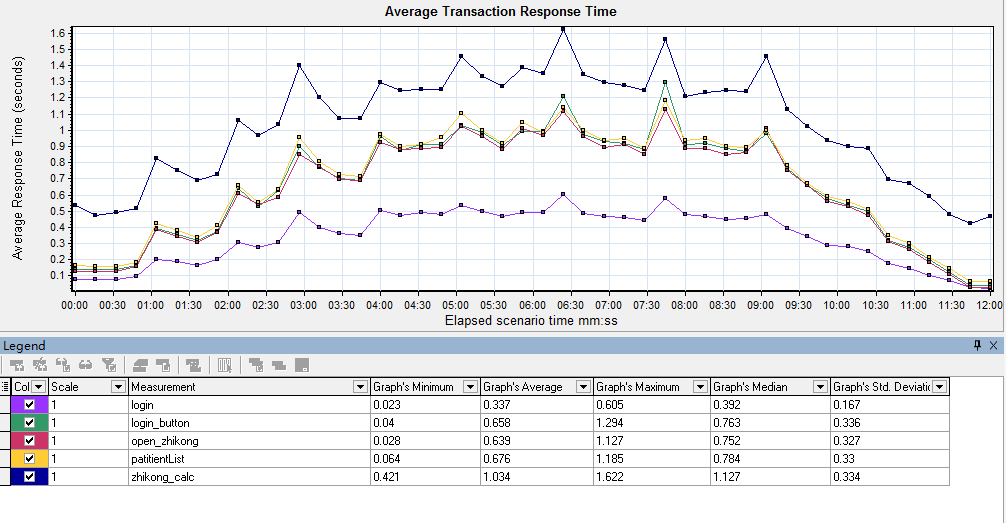 Average Transaction Response Time
Average Response Time (seconds)
1.6
1.5
1.4
1.3
1.2
1.1
1
0.9
0.8
0.7
0.6
0.5
0.4
0.3
0.2
0.1
00:00 00:30 01:00 01:30 02:00 02:30 03:00 03:30 04:00 04:30 05:00 05:30 06:00 06:30 07:00 07:30 08:00 08:30 09:00 09:30 10:00 10:30 11:00 11:30 12:00
Elapsed scenario time mm:ss
Legend
Col Scale Measurement Graph's Minimum Graph's Average Graph's Maximum Graph's Median Graph's Std. Deviatic
1 login 0.023 0.337 0.605 0.392 0.167
1 login_button 0.04 0.658 1.294 0.763 0.336
1 open_zhikong 0.028 0.639 1.127 0.752 0.327
1 patitientList 0.064 0.676 1.185 0.784 0.33
1 zhikong_calc 0.421 1.034 1.622 1.127 0.334